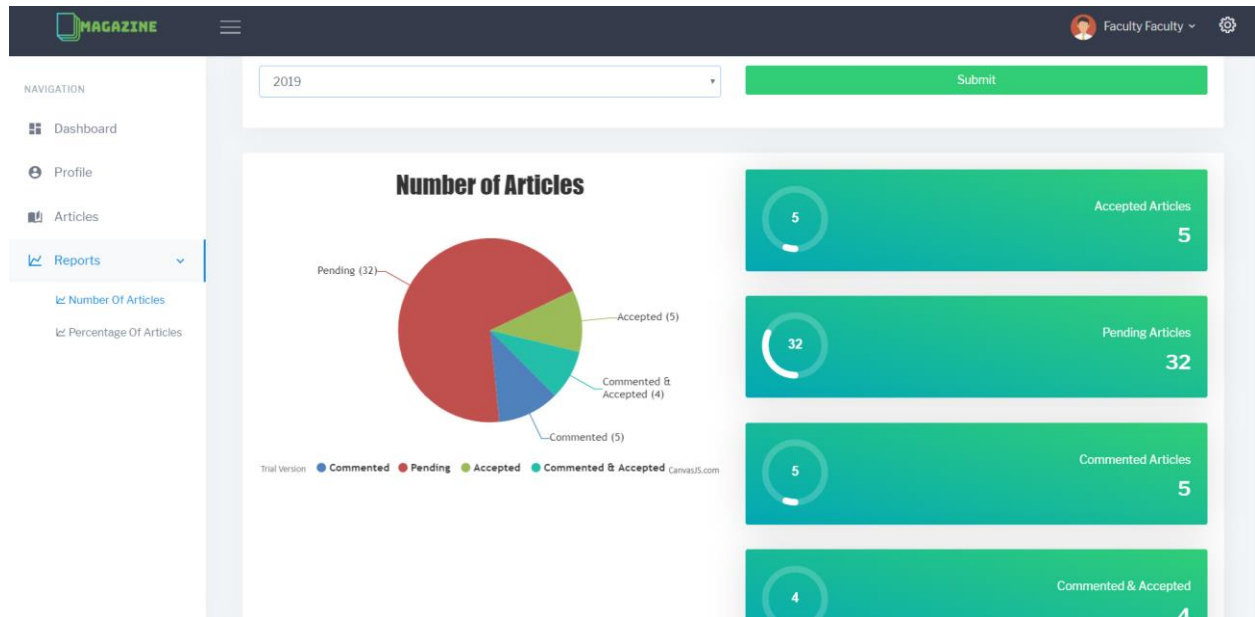 MAGAZINE
Faculty Faculty
NAVIGATION
Dashboard
Profile
Articles
Reports
Number Of Articles
Percentage Of Articles
2019
Submit
Number of Articles
Pending (32)
Accepted (5)
Commented &
Accepted (4)
Commented (5)
Trial Version
Commented
Pending
Accepted
Commented & Accepted
CanvasJS.com
5
Accepted Articles
5
32
Pending Articles
32
5
Commented Articles
5
4
Commented & Accepted
4